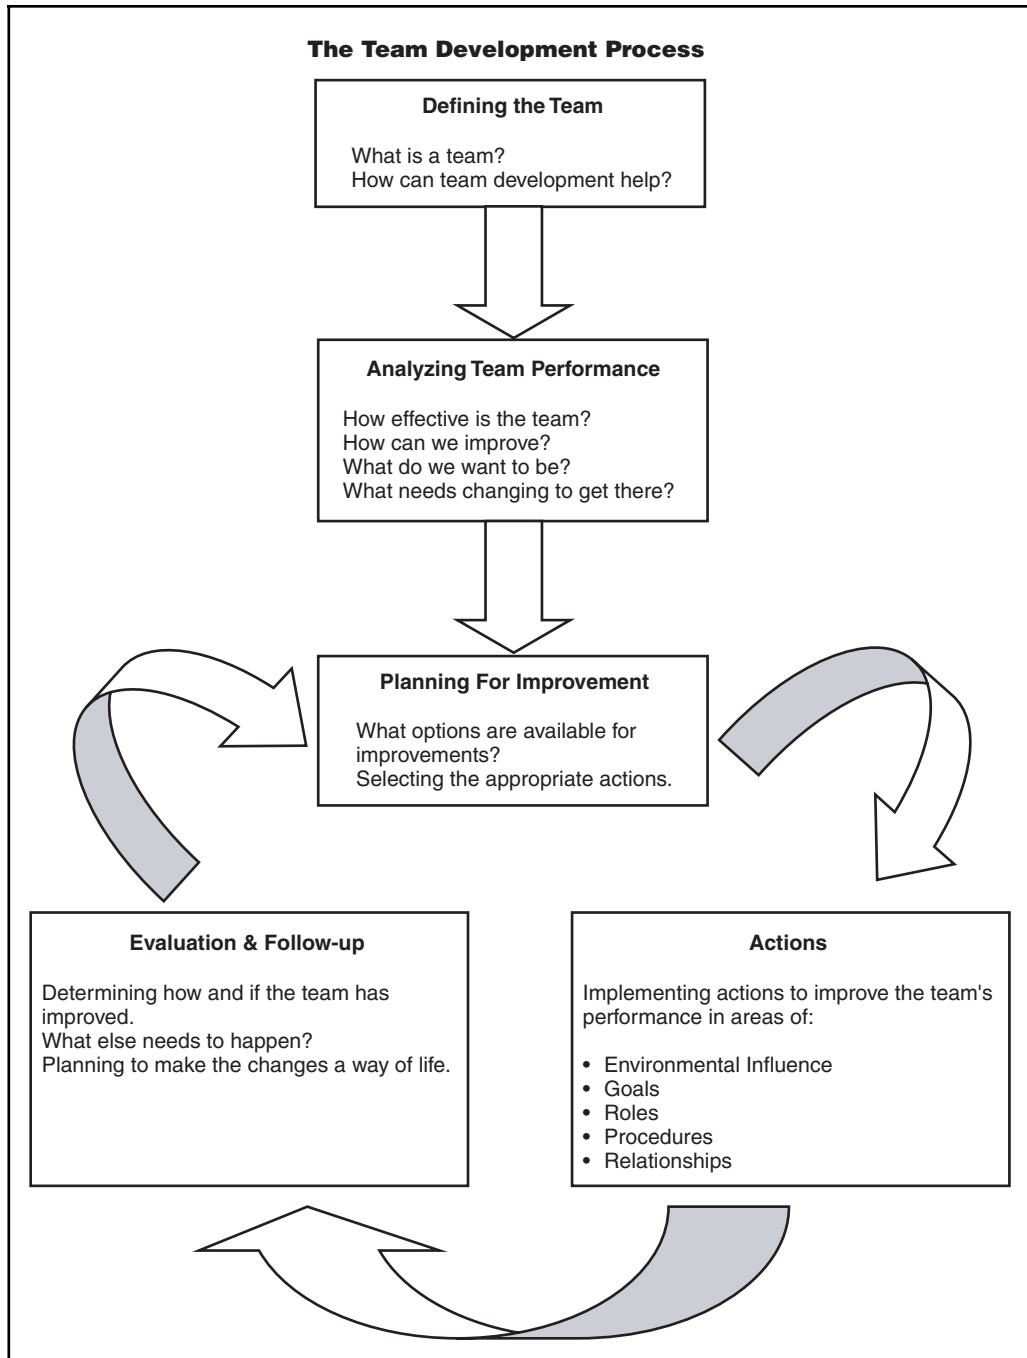 The Team Development Process
Defining the Team
What is a team?
How can team development help?
Analyzing Team Performance
How effective is the team?
How can we improve?
What do we want to be?
What needs changing to get there?
Planning For Improvement
What options are available for
improvements?
Selecting the appropriate actions.
Evaluation & Follow-up
Determining how and if the team has
improved.
What else needs to happen?
Planning to make the changes a way of life.
Actions
Implementing actions to improve the team's
performance in areas of:
• Environmental Influence
• Goals
• Roles
• Procedures
• Relationships